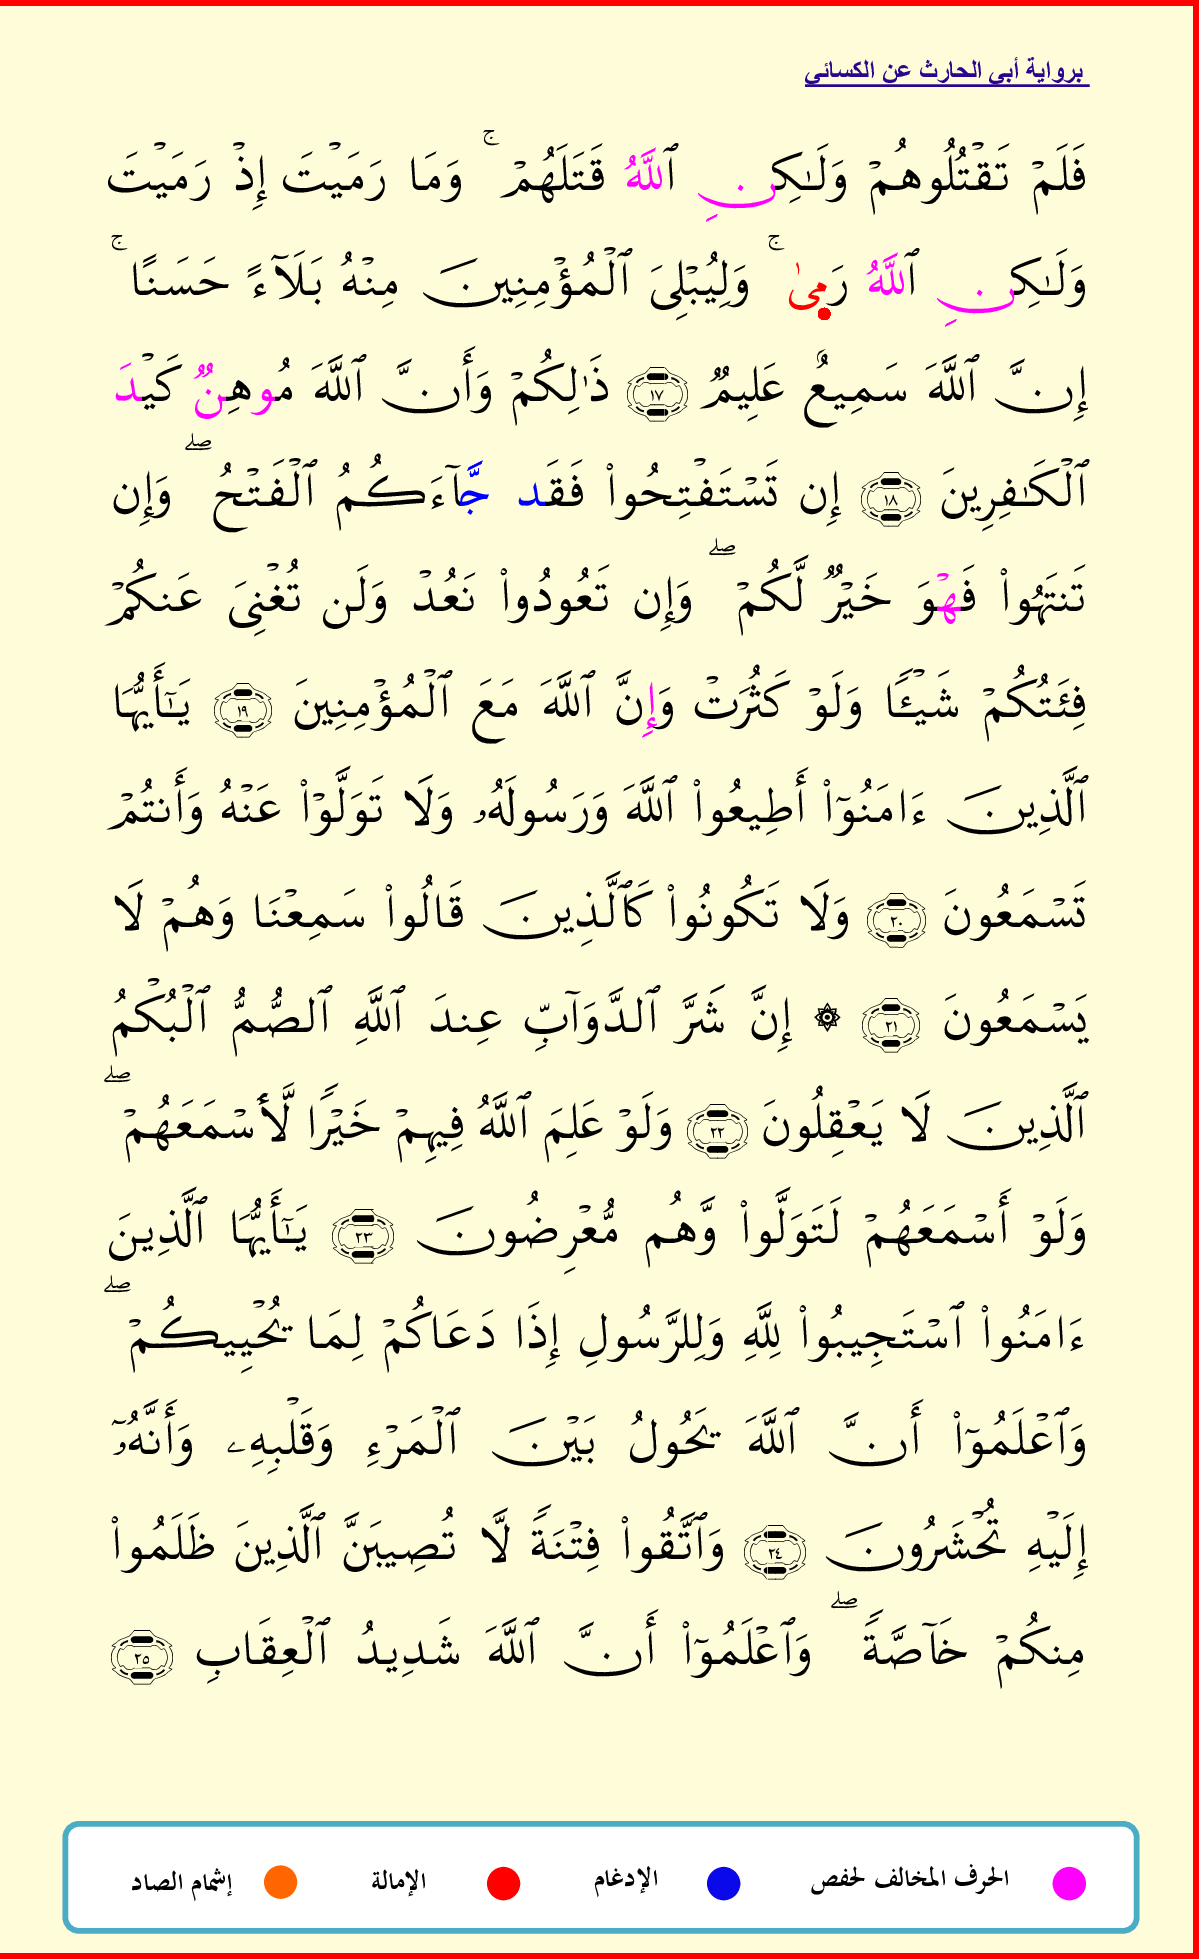 برواية أبي الحارث عن الكسائي
فَلَمۡ تَقۡتُلُوهُمۡ وَلَٰكِنِ ٱللَّهُ قَتَلَهُمۡۚ وَمَا رَمَيۡتَ إِذۡ رَمَيۡتَ
وَلَٰكِنِ ٱللَّهُ رَمىٰۚ وَلِيُبۡلِيَ ٱلۡمُؤۡمِنِينَ مِنۡهُ بَلَآءً حَسَنًاۚ
إِنَّ ٱللَّهَ سَمِيعٌ عَلِيمٞ ١٧ ذَٰلِكُمۡ وَأَنَّ ٱللَّهَ مُوهِنٞ كَيۡدَ
ٱلۡكَٰفِرِينَ ١٨ إِن تَسۡتَفۡتِحُواْ فَقَد جَّآءَكُمُ ٱلۡفَتۡحُۖ وَإِن
تَنتَهُواْ فَهۡوَ خَيۡرٞ لَّكُمۡۖ وَإِن تَعُودُواْ نَعُدۡ وَلَن تُغۡنِيَ عَنكُمۡ
فِئَتُكُمۡ شَيۡـٔٗا وَلَوۡ كَثُرَتۡ وَإِنَّ ٱللَّهَ مَعَ ٱلۡمُؤۡمِنِينَ ١٩ يَٰٓأَيُّهَا
ٱلَّذِينَ ءَامَنُوٓاْ أَطِيعُواْ ٱللَّهَ وَرَسُولَهُۥ وَلَا تَوَلَّوۡاْ عَنۡهُ وَأَنتُمۡ
تَسۡمَعُونَ ٢٠ وَلَا تَكُونُواْ كَٱلَّذِينَ قَالُواْ سَمِعۡنَا وَهُمۡ لَا
يَسۡمَعُونَ ٢١ ۞ إِنَّ شَرَّ ٱلدَّوَآبِّ عِندَ ٱللَّهِ ٱلصُّمُّ ٱلۡبُكۡمُ
ٱلَّذِينَ لَا يَعۡقِلُونَ ٢٢ وَلَوۡ عَلِمَ ٱللَّهُ فِيهِمۡ خَيۡرٗا لَّأَسۡمَعَهُمۡۖ
وَلَوۡ أَسۡمَعَهُمۡ لَتَوَلَّواْ وَّهُم مُّعۡرِضُونَ ٢٣ يَٰٓأَيُّهَا ٱلَّذِينَ
ءَامَنُواْ ٱسۡتَجِيبُواْ لِلَّهِ وَلِلرَّسُولِ إِذَا دَعَاكُمۡ لِمَا يُحۡيِيكُمۡۖ
وَٱعۡلَمُوٓاْ أَنَّ ٱللَّهَ يَحُولُ بَيۡنَ ٱلۡمَرۡءِ وَقَلۡبِهِۦ وَأَنَّهُۥٓ
إِلَيۡهِ تُحۡشَرُونَ ٢٤ وَٱتَّقُواْ فِتۡنَةٗ لَّا تُصِيبَنَّ ٱلَّذِينَ ظَلَمُواْ
مِنكُمۡ خَآصَّةٗۖ وَٱعۡلَمُوٓاْ أَنَّ ٱللَّهَ شَدِيدُ ٱلۡعِقَابِ ٢٥
الحرف المخالف لحفص الإدغام الإمالة إشمام الصاد